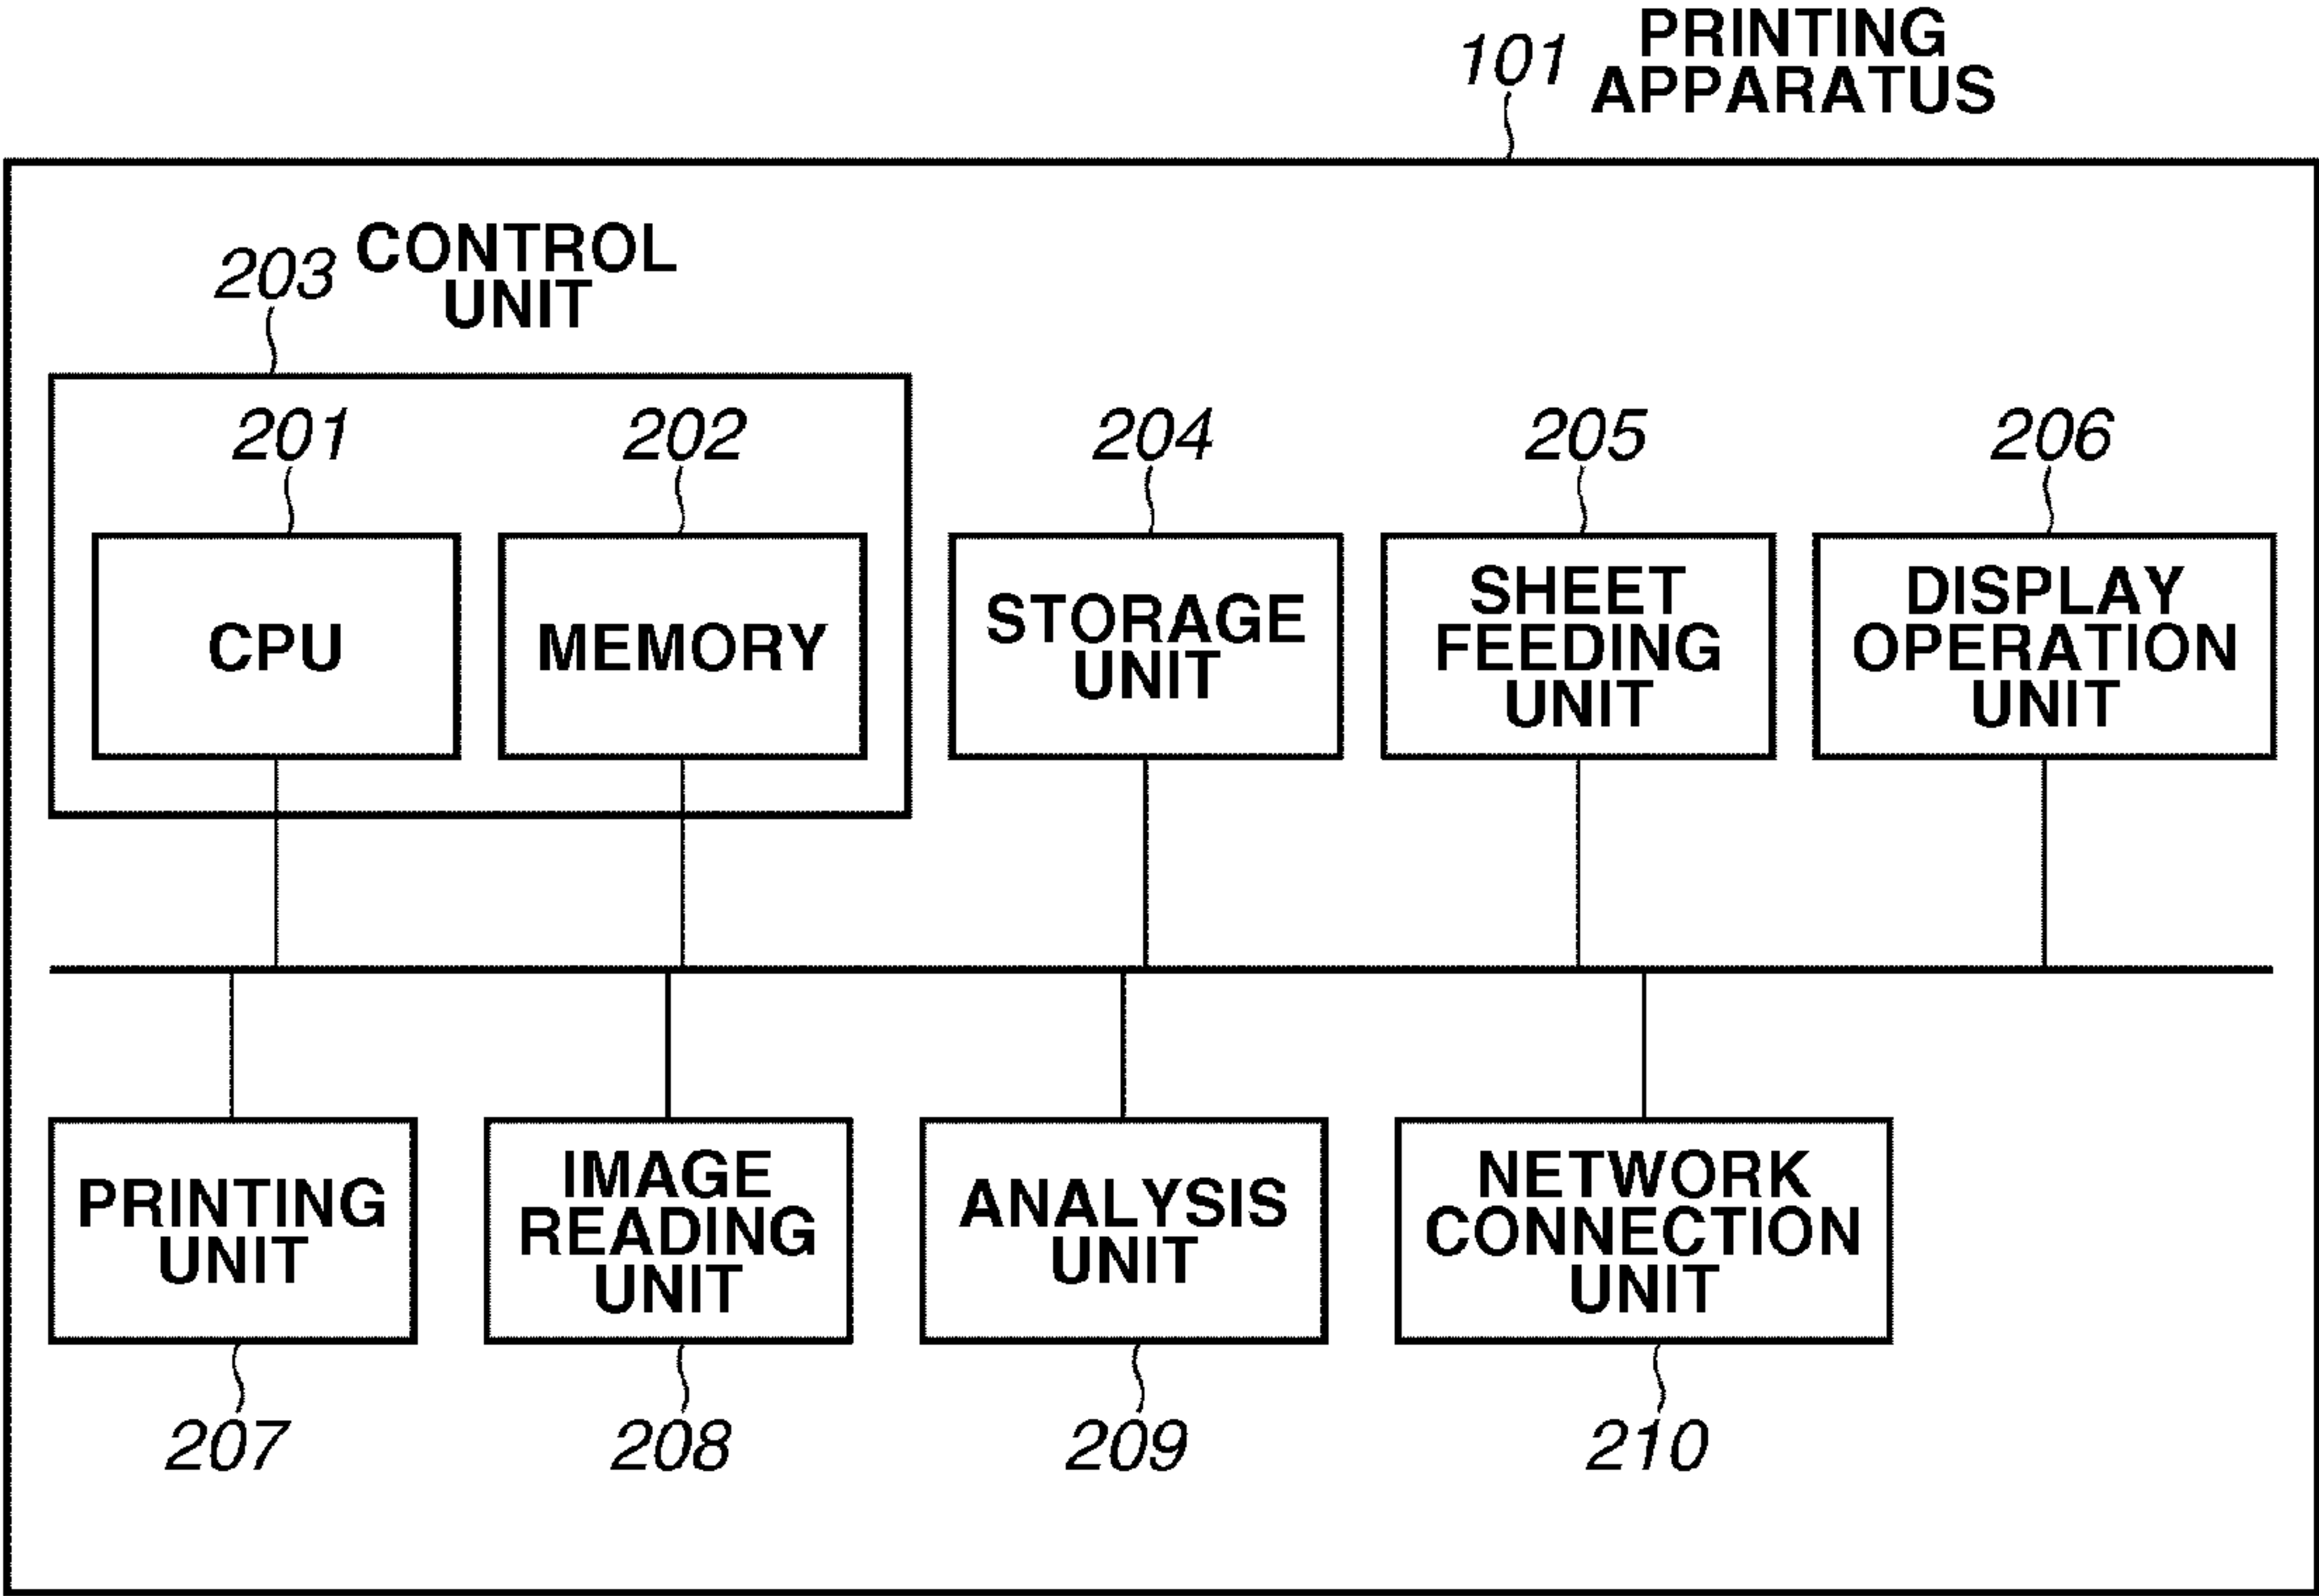 101 PRINTING
APPARATUS
203 CONTROL
UNIT
201
202
204
205
206
CPU
MEMORY
STORAGE
UNIT
SHEET
FEEDING
UNIT
DISPLAY
OPERATION
UNIT
PRINTING
UNIT
IMAGE
READING
UNIT
ANALYSIS
UNIT
NETWORK
CONNECTION
UNIT
207
208
209
210